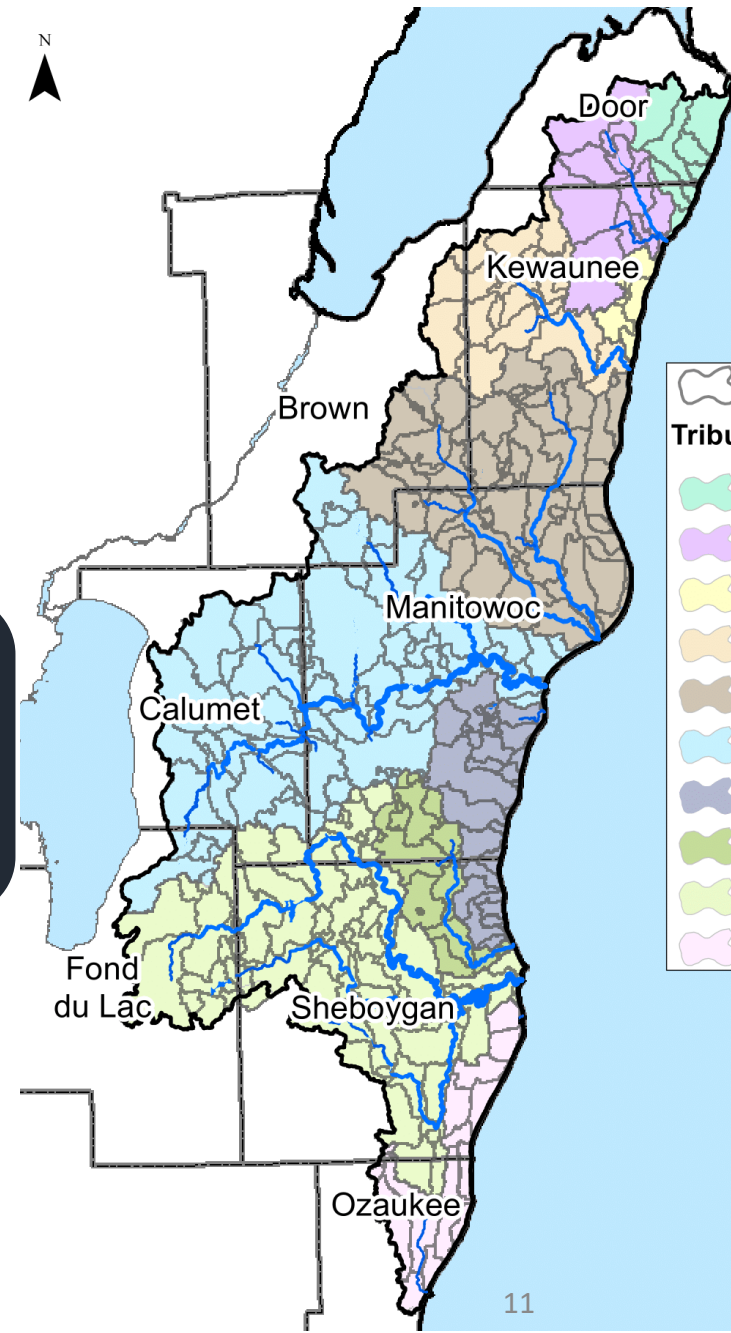 N
Door
Kewaunee
Brown
Tribu
Manitowoc
Calumet
Fond
du Lac
Sheboygan
Ozaukee
11